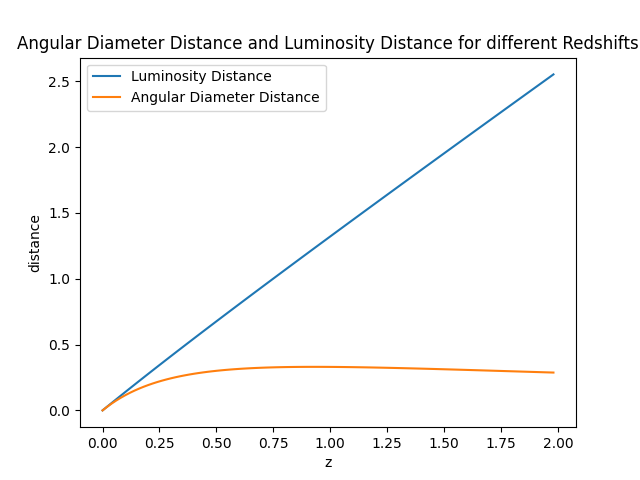 Angular Diameter Distance and Luminosity Distance for different Redshifts
Luminosity Distance
Angular Diameter Distance
2.5
2.0
1.5
1.0
0.5
0.0
distance
0.00 0.25 0.50 0.75 1.00 1.25 1.50 1.75 2.00
z